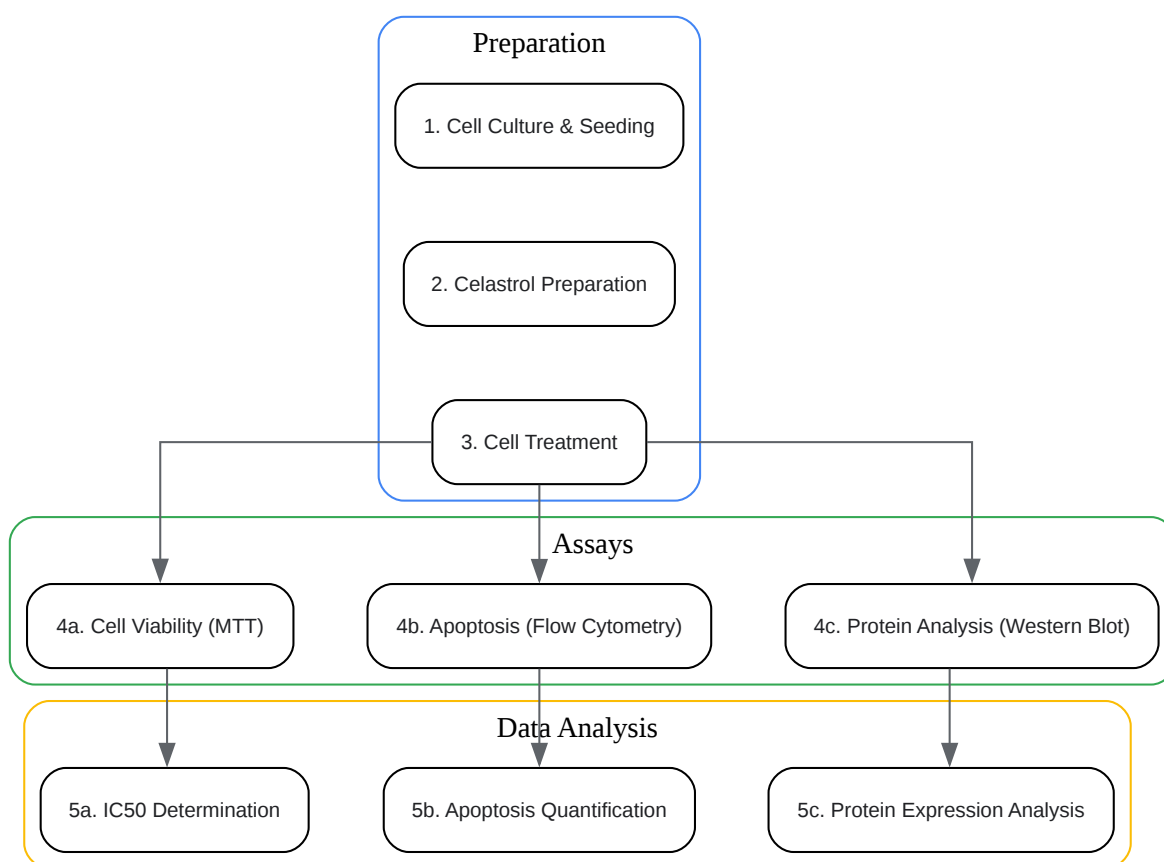 Preparation
1. Cell Culture & Seeding
2. Celastrol Preparation
3. Cell Treatment
Assays
4a. Cell Viability (MTT)
4b. Apoptosis (Flow Cytometry)
4c. Protein Analysis (Western Blot)
Data Analysis
5a. IC50 Determination
5b. Apoptosis Quantification
5c. Protein Expression Analysis